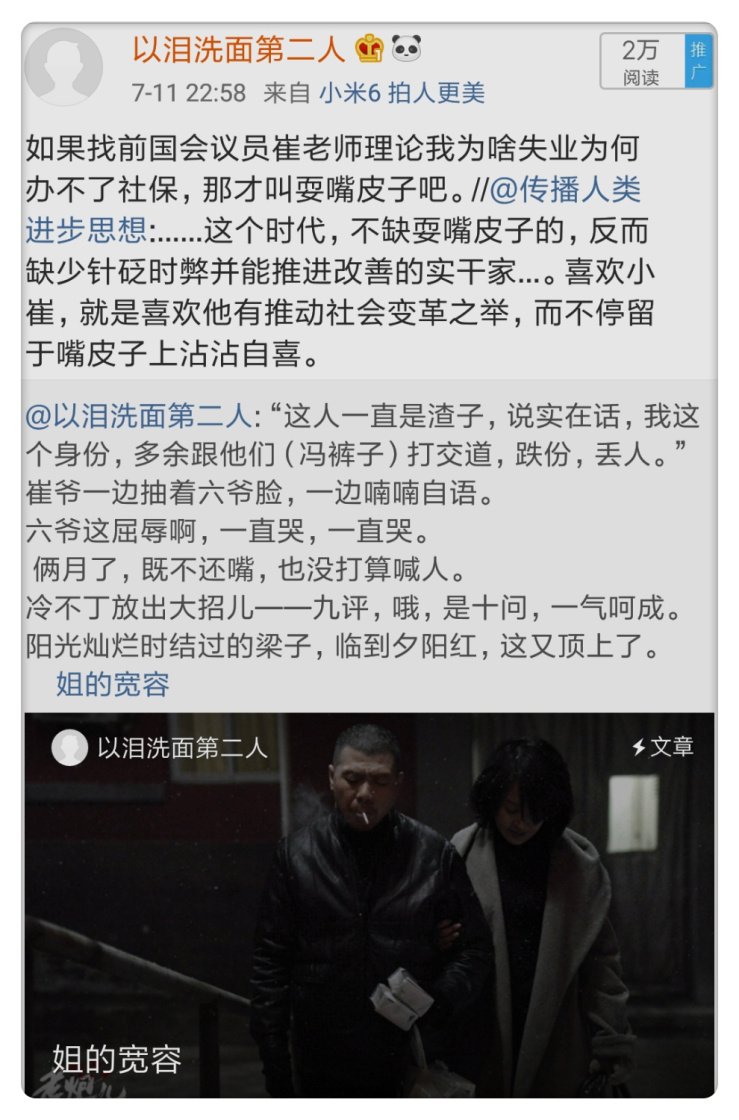 以泪洗面第二人
2万
阅读
推广
7-11 22:58 来自 小米6 拍人更美
如果找前国会议员崔老师理论我为啥失业为何
办不了社保，那才叫耍嘴皮子吧。//@传播人类
进步思想:......这个时代，不缺耍嘴皮子的，反而
缺少针砭时弊并能推进改善的实干家...。喜欢小
崔，就是喜欢他有推动社会变革之举，而不停留
于嘴皮子上沾沾自喜。
@以泪洗面第二人: “这人一直是渣子，说实在话，我这
个身份，多余跟他们（冯裤子）打交道，跌份，丢人。”
崔爷一边抽着六爷脸，一边喃喃自语。
六爷这屈辱啊，一直哭，一直哭。
俩月了，既不还嘴，也没打算喊人。
冷不丁放出大招儿——九评，哦，是十问，一气呵成。
阳光灿烂时结过的梁子，临到夕阳红，这又顶上了。
姐的宽容
以泪洗面第二人
文章
姐的宽容
老炮儿